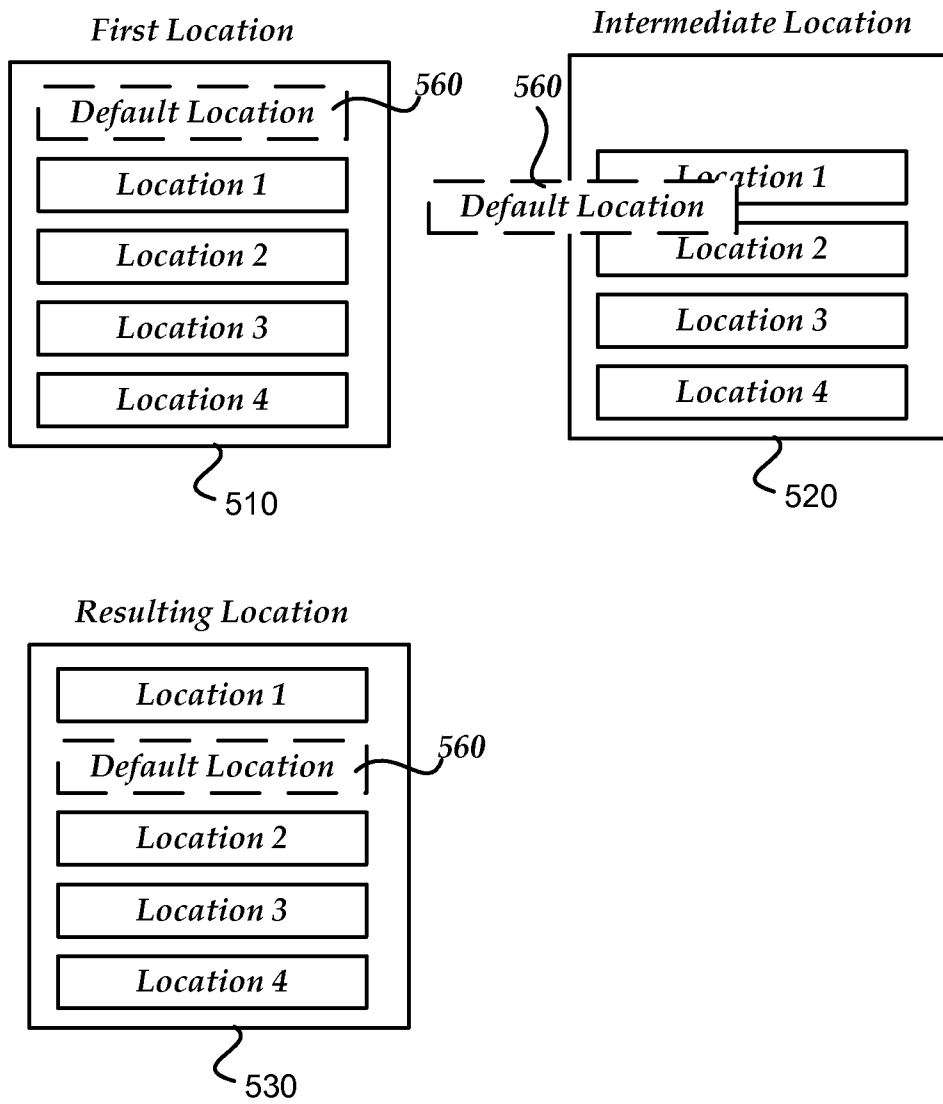 First Location
Default Location
560
Location 1
Location 2
Location 3
Location 4
510
Intermediate Location
560
Location 1
Default Location
Location 2
Location 3
Location 4
520
Resulting Location
Location 1
Default Location
560
Location 2
Location 3
Location 4
530